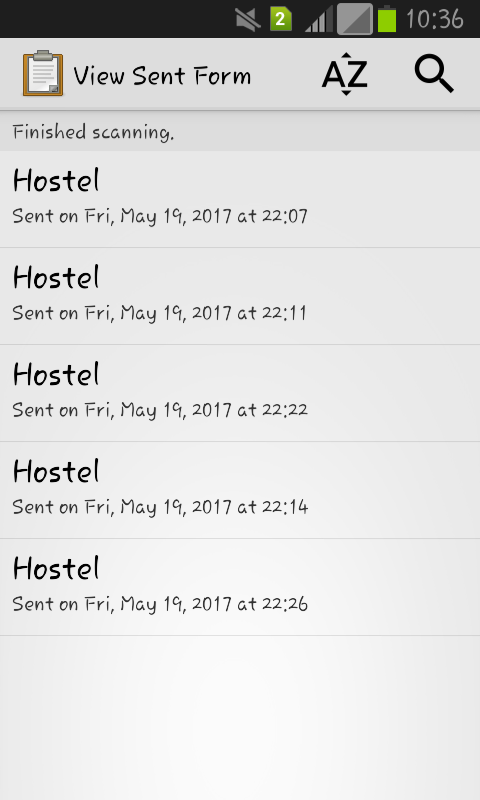 2 10:36
View Sent Form AZ
Finished scanning.
Hostel
Sent on Fri, May 19, 2017 at 22:07
Hostel
Sent on Fri, May 19, 2017 at 22:11
Hostel
Sent on Fri, May 19, 2017 at 22:22
Hostel
Sent on Fri, May 19, 2017 at 22:14
Hostel
Sent on Fri, May 19, 2017 at 22:26